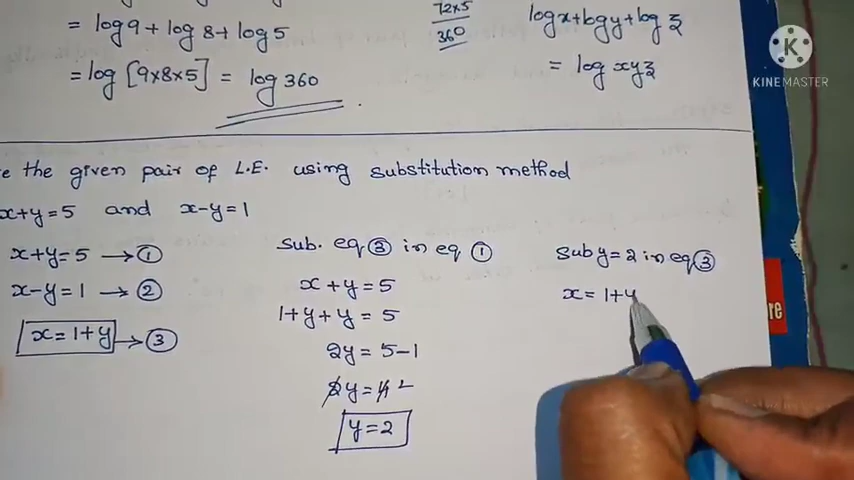 = log 9 + log 8 + log 5
= log [9×8×5] = log 360
72×5
360
logx+logy+log z
= log xyz
K
KINEMASTER
e the given pair of L.E. using substitution method
x+y=5 and x-y=1
x+y=5 → ①
x-y=1 → ②
x=1+y → ③
Sub. eq ③ in eq ①
x+y=5
1+y+y=5
2y=5-1
2y=4 2
y=2
Sub y=2 in eq ③
x=1+y